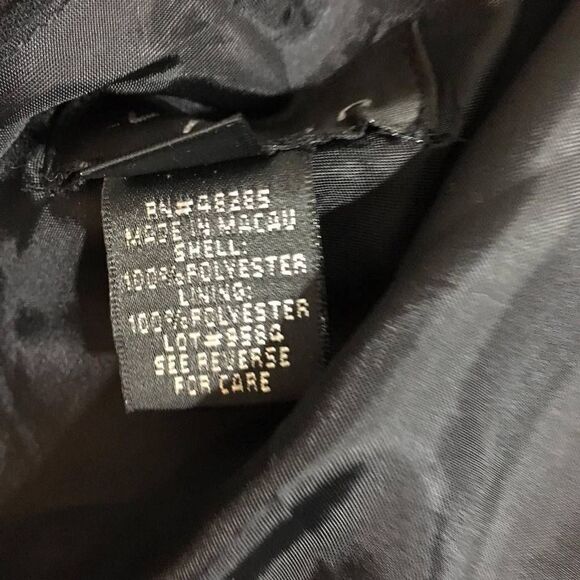 RN#48285
MADE IN MACAU
SHELL:
100%POLYESTER
LINING:
100%POLYESTER
LOT#9584
SEE REVERSE
FOR CARE